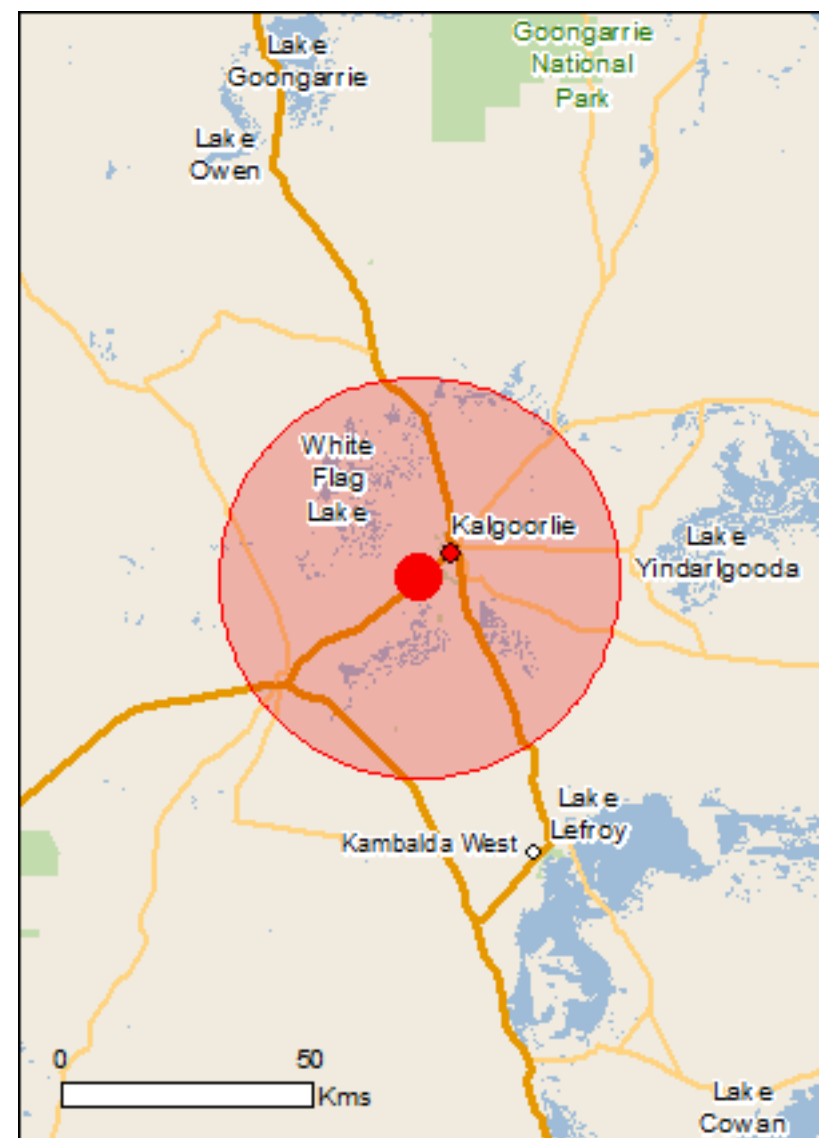 Goongarrie
National
Park
Lake
Goongarrie
Lake
Owen
White
Flag
Lake
Kalgoorlie
Lake
Yindarlgooda
Lake
Lefroy
Kambalda West
0 50
Kms
Lake
Cowan